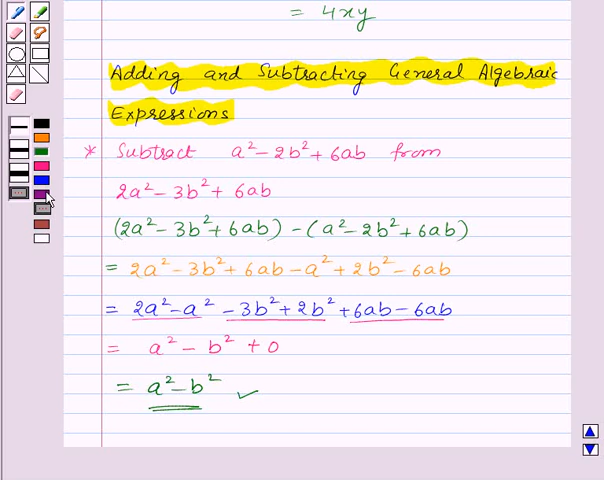 = 4xy
Adding and Subtracting General Algebraic
Expressions
* Subtract a²-2b²+6ab from
2a²-3b²+6ab
(2a²-3b²+6ab)-(a²-2b²+6ab)
= 2a²-3b²+6ab-a²+2b²-6ab
= 2a²-a² -3b²+2b² +6ab-6ab
= a²-b²+0
= a²-b² ✓